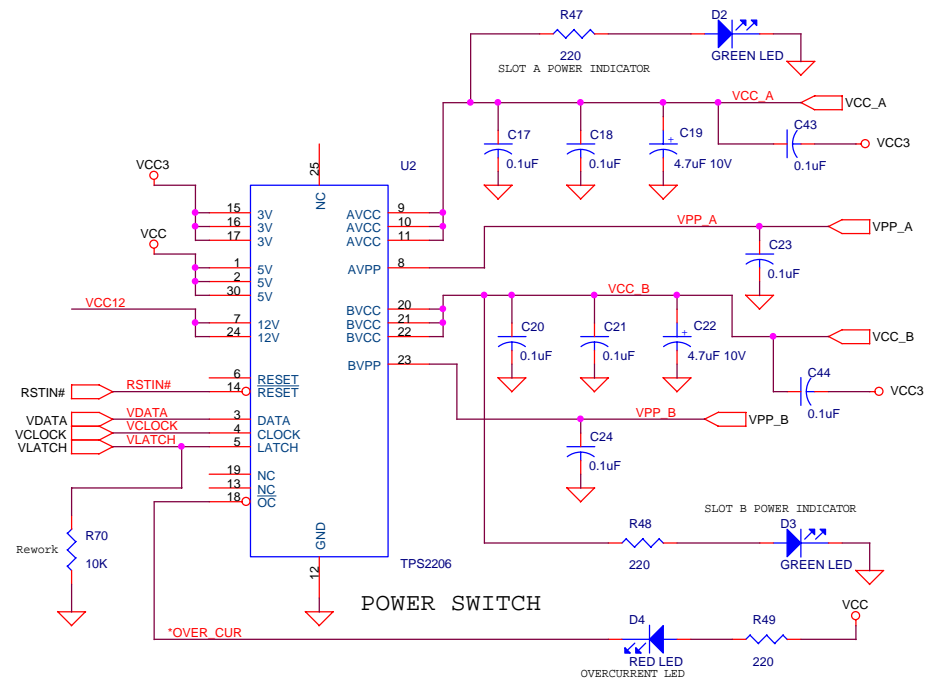 R47
D2
220
GREEN LED
SLOT A POWER INDICATOR
VCC_A
VCC_A
C17
0.1uF
C18
0.1uF
C19
+
4.7uF 10V
C43
0.1uF
VCC3
VCC3
25
NC
U2
15 3V
16 3V
17 3V
VCC
1 5V
2 5V
30 5V
VCC12
7 12V
24 12V
AVCC 9
AVCC 10
AVCC 11
AVPP 8
VPP_A
VPP_A
C23
0.1uF
BVCC 20
BVCC 21
BVCC 22
BVPP 23
VCC_B
VCC_B
C20
0.1uF
C21
0.1uF
C22
+
4.7uF 10V
C44
0.1uF
VCC3
6 RESET
RSTIN# RSTIN# 14 RESET
VDATA VDATA 3 DATA
VCLOCK VCLOCK 4 CLOCK
VLATCH VLATCH 5 LATCH
19 NC
13 NC
18 OC
VPP_B
VPP_B
C24
0.1uF
Rework
R70
10K
GND
12
TPS2206
SLOT B POWER INDICATOR
R48
220
D3
GREEN LED
POWER SWITCH
*OVER_CUR
D4
RED LED
OVERCURRENT LED
R49
220
VCC